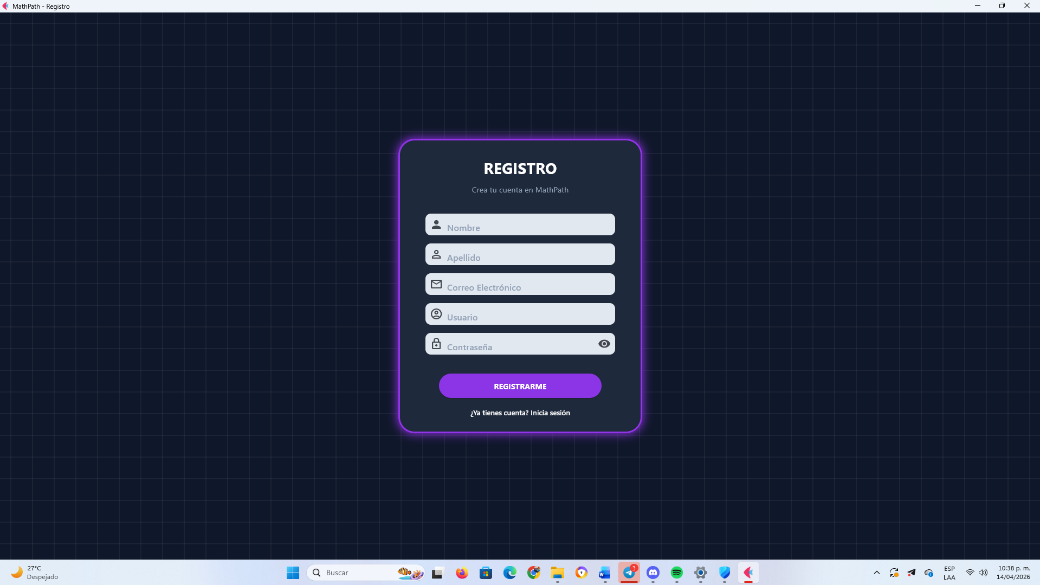 MathPath - Registro
REGISTRO
Crea tu cuenta en MathPath
Nombre
Apellido
Correo Electrónico
Usuario
Contraseña
REGISTRARME
¿Ya tienes cuenta? Inicia sesión
27°C
Despejado
Buscar
ESP
LAA
10:36 p. m.
14/04/2026